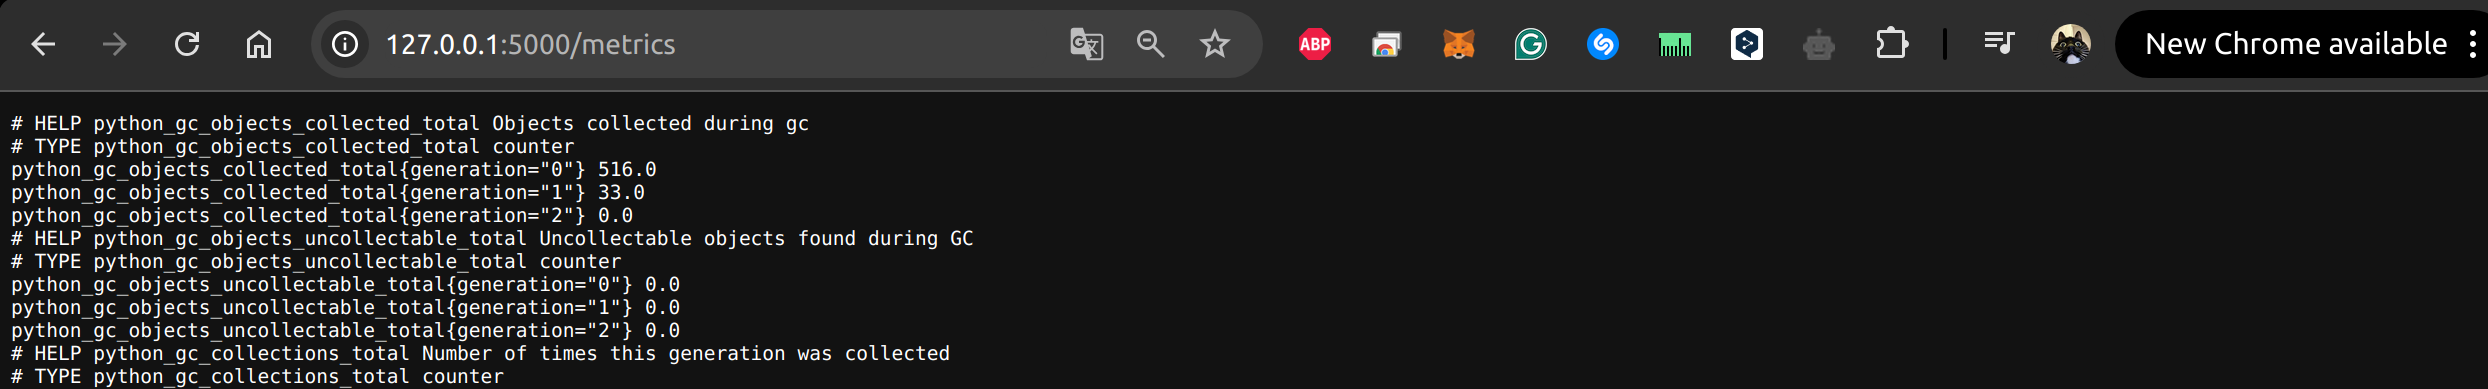 127.0.0.1:5000/metrics
ABP
New Chrome available
# HELP python_gc_objects_collected_total Objects collected during gc
# TYPE python_gc_objects_collected_total counter
python_gc_objects_collected_total{generation="0"} 516.0
python_gc_objects_collected_total{generation="1"} 33.0
python_gc_objects_collected_total{generation="2"} 0.0
# HELP python_gc_objects_uncollectable_total Uncollectable objects found during GC
# TYPE python_gc_objects_uncollectable_total counter
python_gc_objects_uncollectable_total{generation="0"} 0.0
python_gc_objects_uncollectable_total{generation="1"} 0.0
python_gc_objects_uncollectable_total{generation="2"} 0.0
# HELP python_gc_collections_total Number of times this generation was collected
# TYPE python_gc_collections_total counter